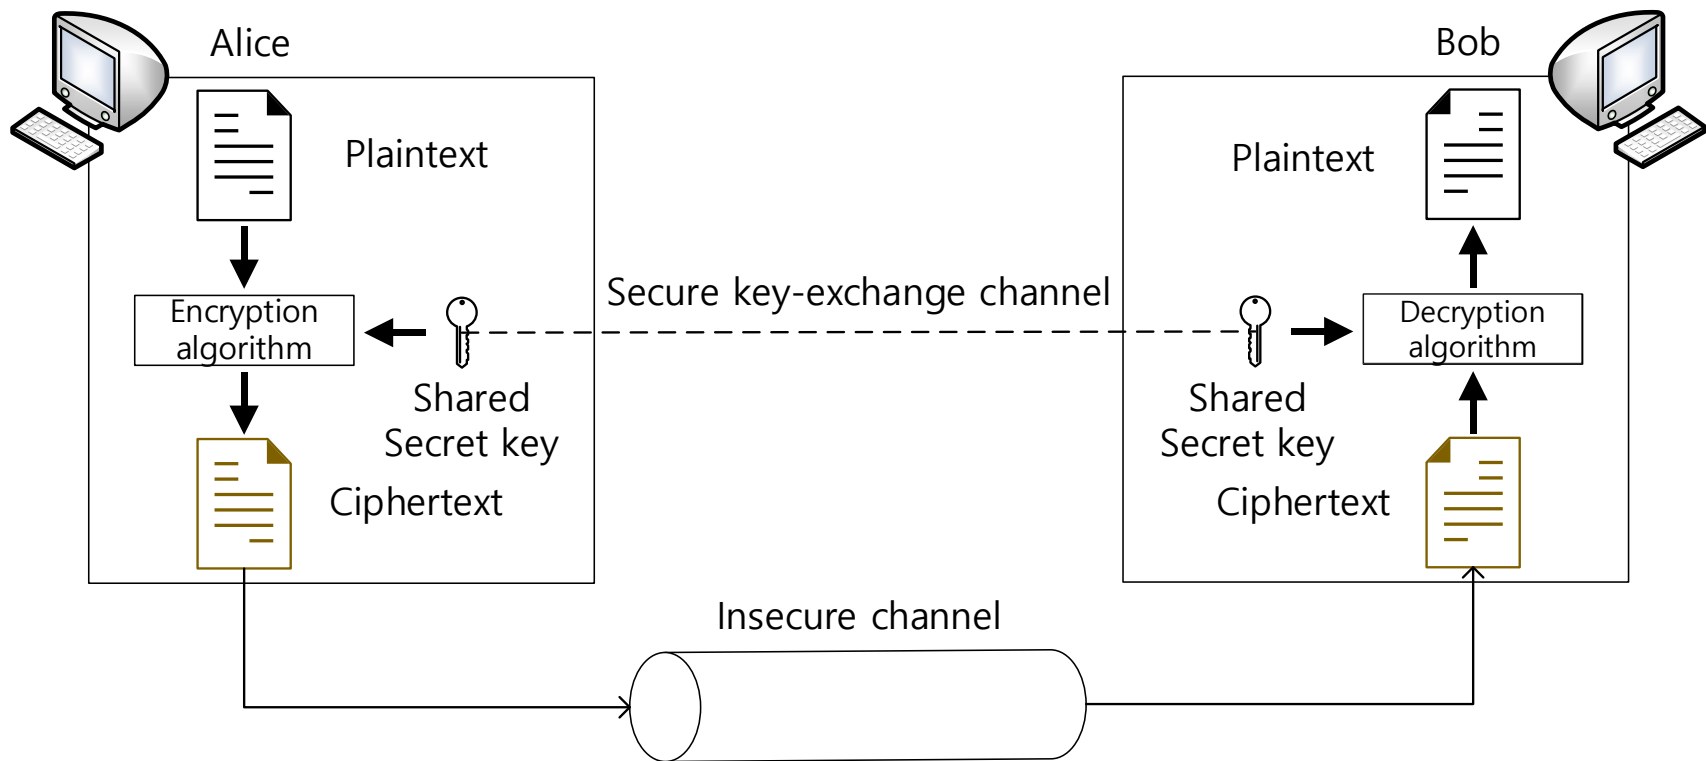 Alice
Bob
Plaintext
Plaintext
Secure key-exchange channel
Encryption
algorithm
Decryption
algorithm
Shared
Secret key
Shared
Secret key
Ciphertext
Ciphertext
Insecure channel